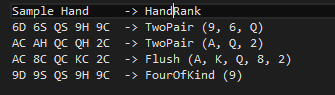 Sample Hand     -> HandRank
6D 6S QS 9H 9C  -> TwoPair (9, 6, Q)
AC AH QC QH 2C  -> TwoPair (A, Q, 2)
AC 8C QC KC 2C  -> Flush (A, K, Q, 8, 2)
9D 9S QS 9H 9C  -> FourOfKind (9)